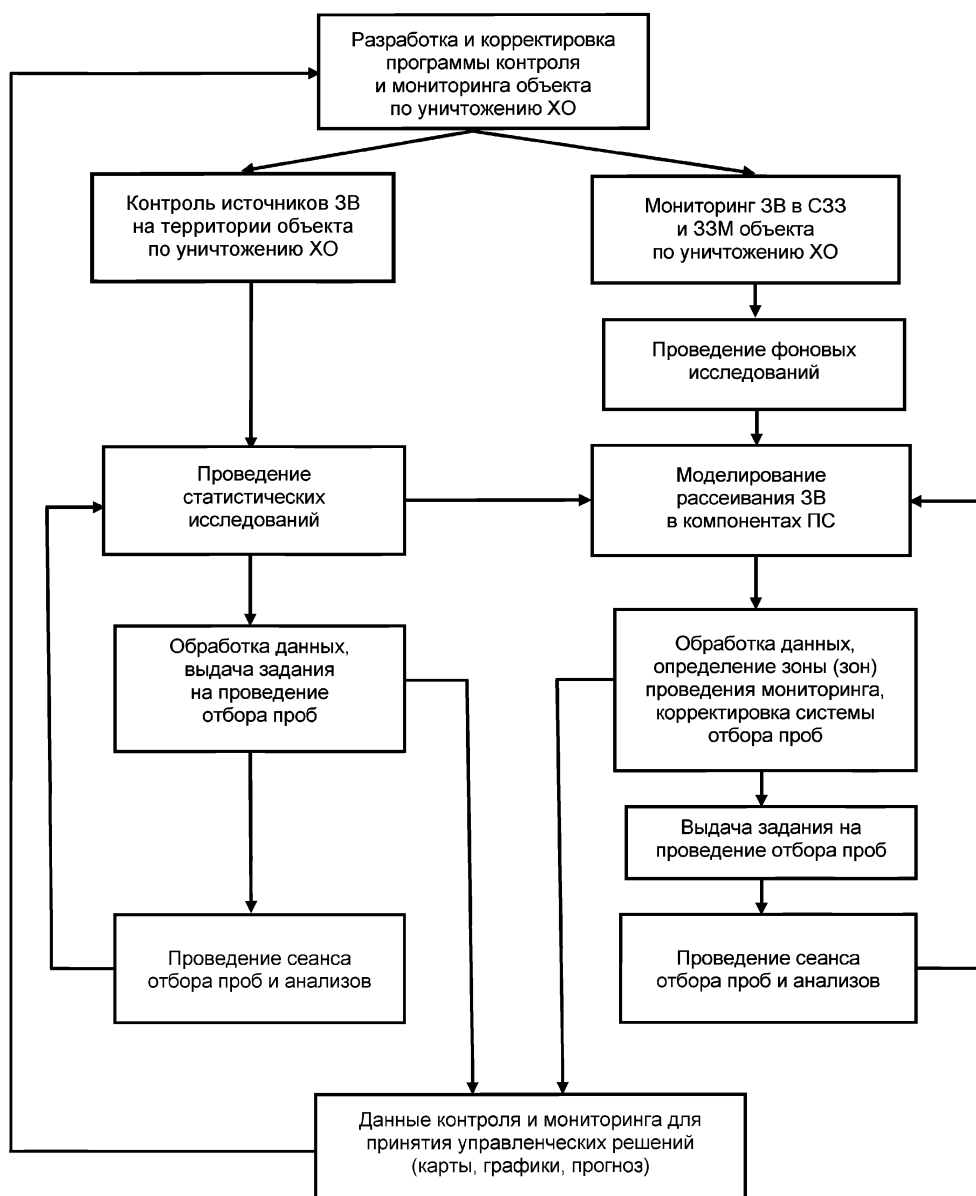 Разработка и корректировка
программы контроля
и мониторинга объекта
по уничтожению ХО
Контроль источников ЗВ
на территории объекта
по уничтожению ХО
Мониторинг ЗВ в СЗЗ
и ЗЗМ объекта
по уничтожению ХО
Проведение фоновых
исследований
Проведение
статистических
исследований
Моделирование
рассеивания ЗВ
в компонентах ПС
Обработка данных,
выдача задания
на проведение
отбора проб
Обработка данных,
определение зоны (зон)
проведения мониторинга,
корректировка системы
отбора проб
Выдача задания на
проведение отбора проб
Проведение сеанса
отбора проб и анализов
Проведение сеанса
отбора проб и анализов
Данные контроля и мониторинга для
принятия управленческих решений
(карты, графики, прогноз)